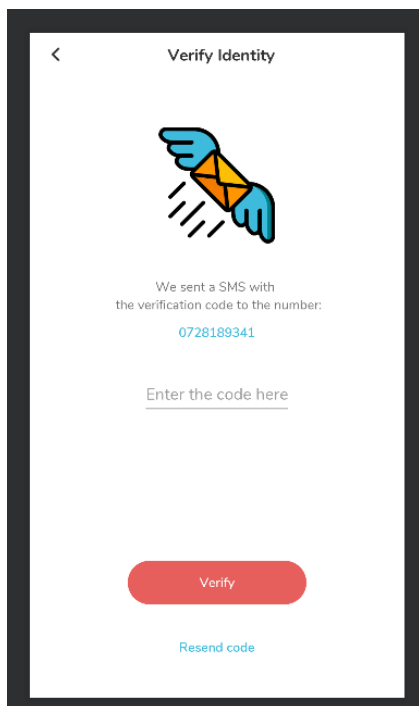 Verify Identity
We sent a SMS with
the verification code to the number:
0728189341
Enter the code here
Verify
Resend code